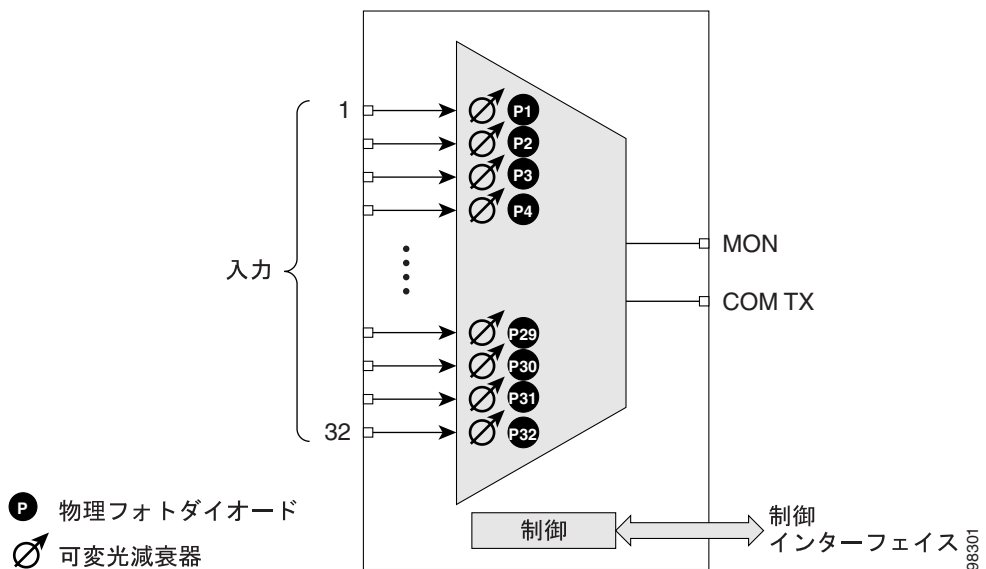 1
P1
P2
P3
P4
MON
入力
COM TX
P29
P30
P31
32
P32
P 物理フォトダイオード
制御
制御
インターフェイス
可変光減衰器
98301